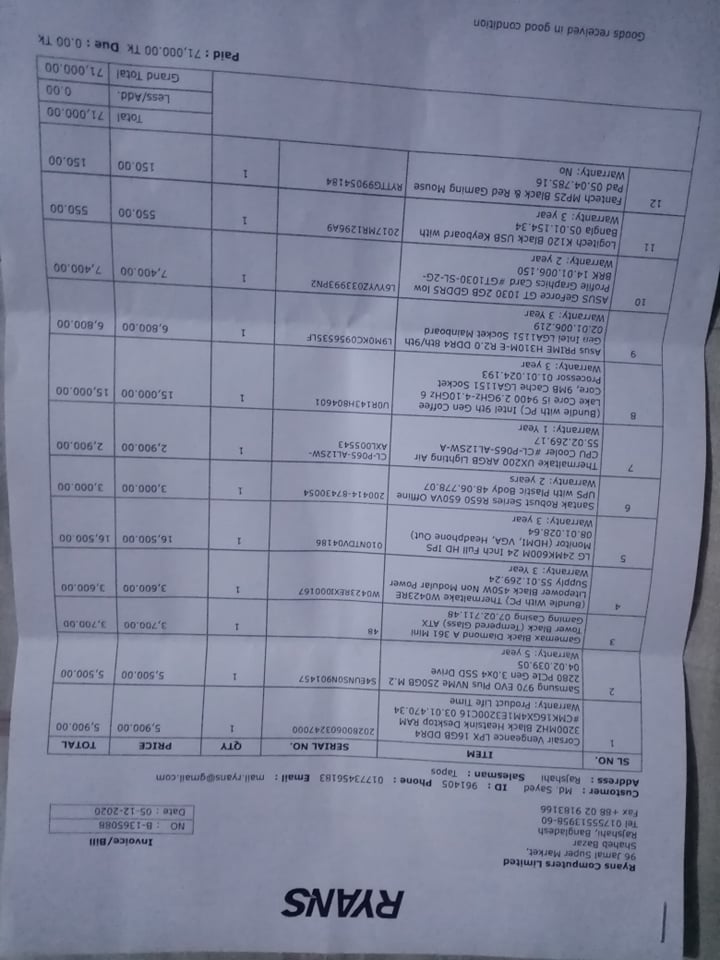 RYANS
Ryans Computers Limited
96 Jamal Super Market,
Shaheb Bazar
Rajshahi, Bangladesh
Tel 01755513958-60
Fax +88 02 9183166
Invoice/Bill
NO : B-1365088
Date : 05-12-2020
Customer : Md. Sayed ID : 961405 Phone : 01773456183 Email : mail.ryans@gmail.com
Address : Rajshahi Salesman : Tapos
SL NO. ITEM SERIAL NO. QTY PRICE TOTAL
1 Corsair Vengeance LPX 16GB DDR4 202800603247000 1 5,900.00 5,900.00
3200MHZ Black Heatsink Desktop RAM
#CMK16GX4M1E3200C16 03.01.470.34
Warranty: Product Life Time
2 Samsung 970 EVO Plus NVMe 250GB M.2 S4EUNS0N901457 1 5,500.00 5,500.00
2280 PCIe Gen 3.0x4 SSD Drive
04.02.039.05
Warranty: 5 year
3 Gamemax Black Diamond A 361 Mini 48 1 3,700.00 3,700.00
Tower Black (Tempered Glass) ATX
Gaming Casing 07.02.711.48
4 (Bundle With PC) Thermaltake W0423RE W0423REXI000167 1 3,600.00 3,600.00
Litepower Black 450W Non Modular Power
Supply 55.01.269.24
Warranty: 3 Year
5 LG 24MK600M 24 Inch Full HD IPS 010NTDV04186 1 16,500.00 16,500.00
Monitor (HDMI, VGA, Headphone Out)
08.01.028.64
Warranty: 3 year
6 Santak Robust Series R650 650VA Offline 200414-87430054 1 3,000.00 3,000.00
UPS with Plastic Body 48.06.778.07
Warranty: 2 years
7 Thermaltake UX200 ARGB Lighting Air CL-P065-AL12SW- 1 2,900.00 2,900.00
CPU Cooler #CL-P065-AL12SW-A AXL005543
55.02.269.17
Warranty: 1 Year
8 (Bundle with PC) Intel 9th Gen Coffee U0R143H804601 1 15,000.00 15,000.00
Lake Core i5 9400 2.9GHz-4.10GHz 6
Core, 9MB Cache LGA1151 Socket
Processor 01.01.024.193
Warranty: 3 year
9 Asus PRIME H310M-E R2.0 DDR4 8th/9th L9M0KC0956535LF 1 6,800.00 6,800.00
Gen Intel LGA1151 Socket Mainboard
02.01.006.219
Warranty: 3 Year
10 ASUS GeForce GT 1030 2GB GDDR5 low L6YVYZ033993PN2 1 7,400.00 7,400.00
Profile Graphics Card #GT1030-SL-2G-
BRK 14.01.006.150
Warranty: 2 year
11 Logitech K120 Black USB Keyboard with 2017MR1296A9 1 550.00 550.00
Bangla 05.01.154.34
Warranty: 3 year
12 Fantech MP25 Black & Red Gaming Mouse RYTTG99054184 1 150.00 150.00
Pad 05.04.785.16
Warranty: No
Total 71,000.00
Less/Add. 0.00
Grand Total 71,000.00
Paid : 71,000.00 Tk Due : 0.00 Tk
Goods received in good condition